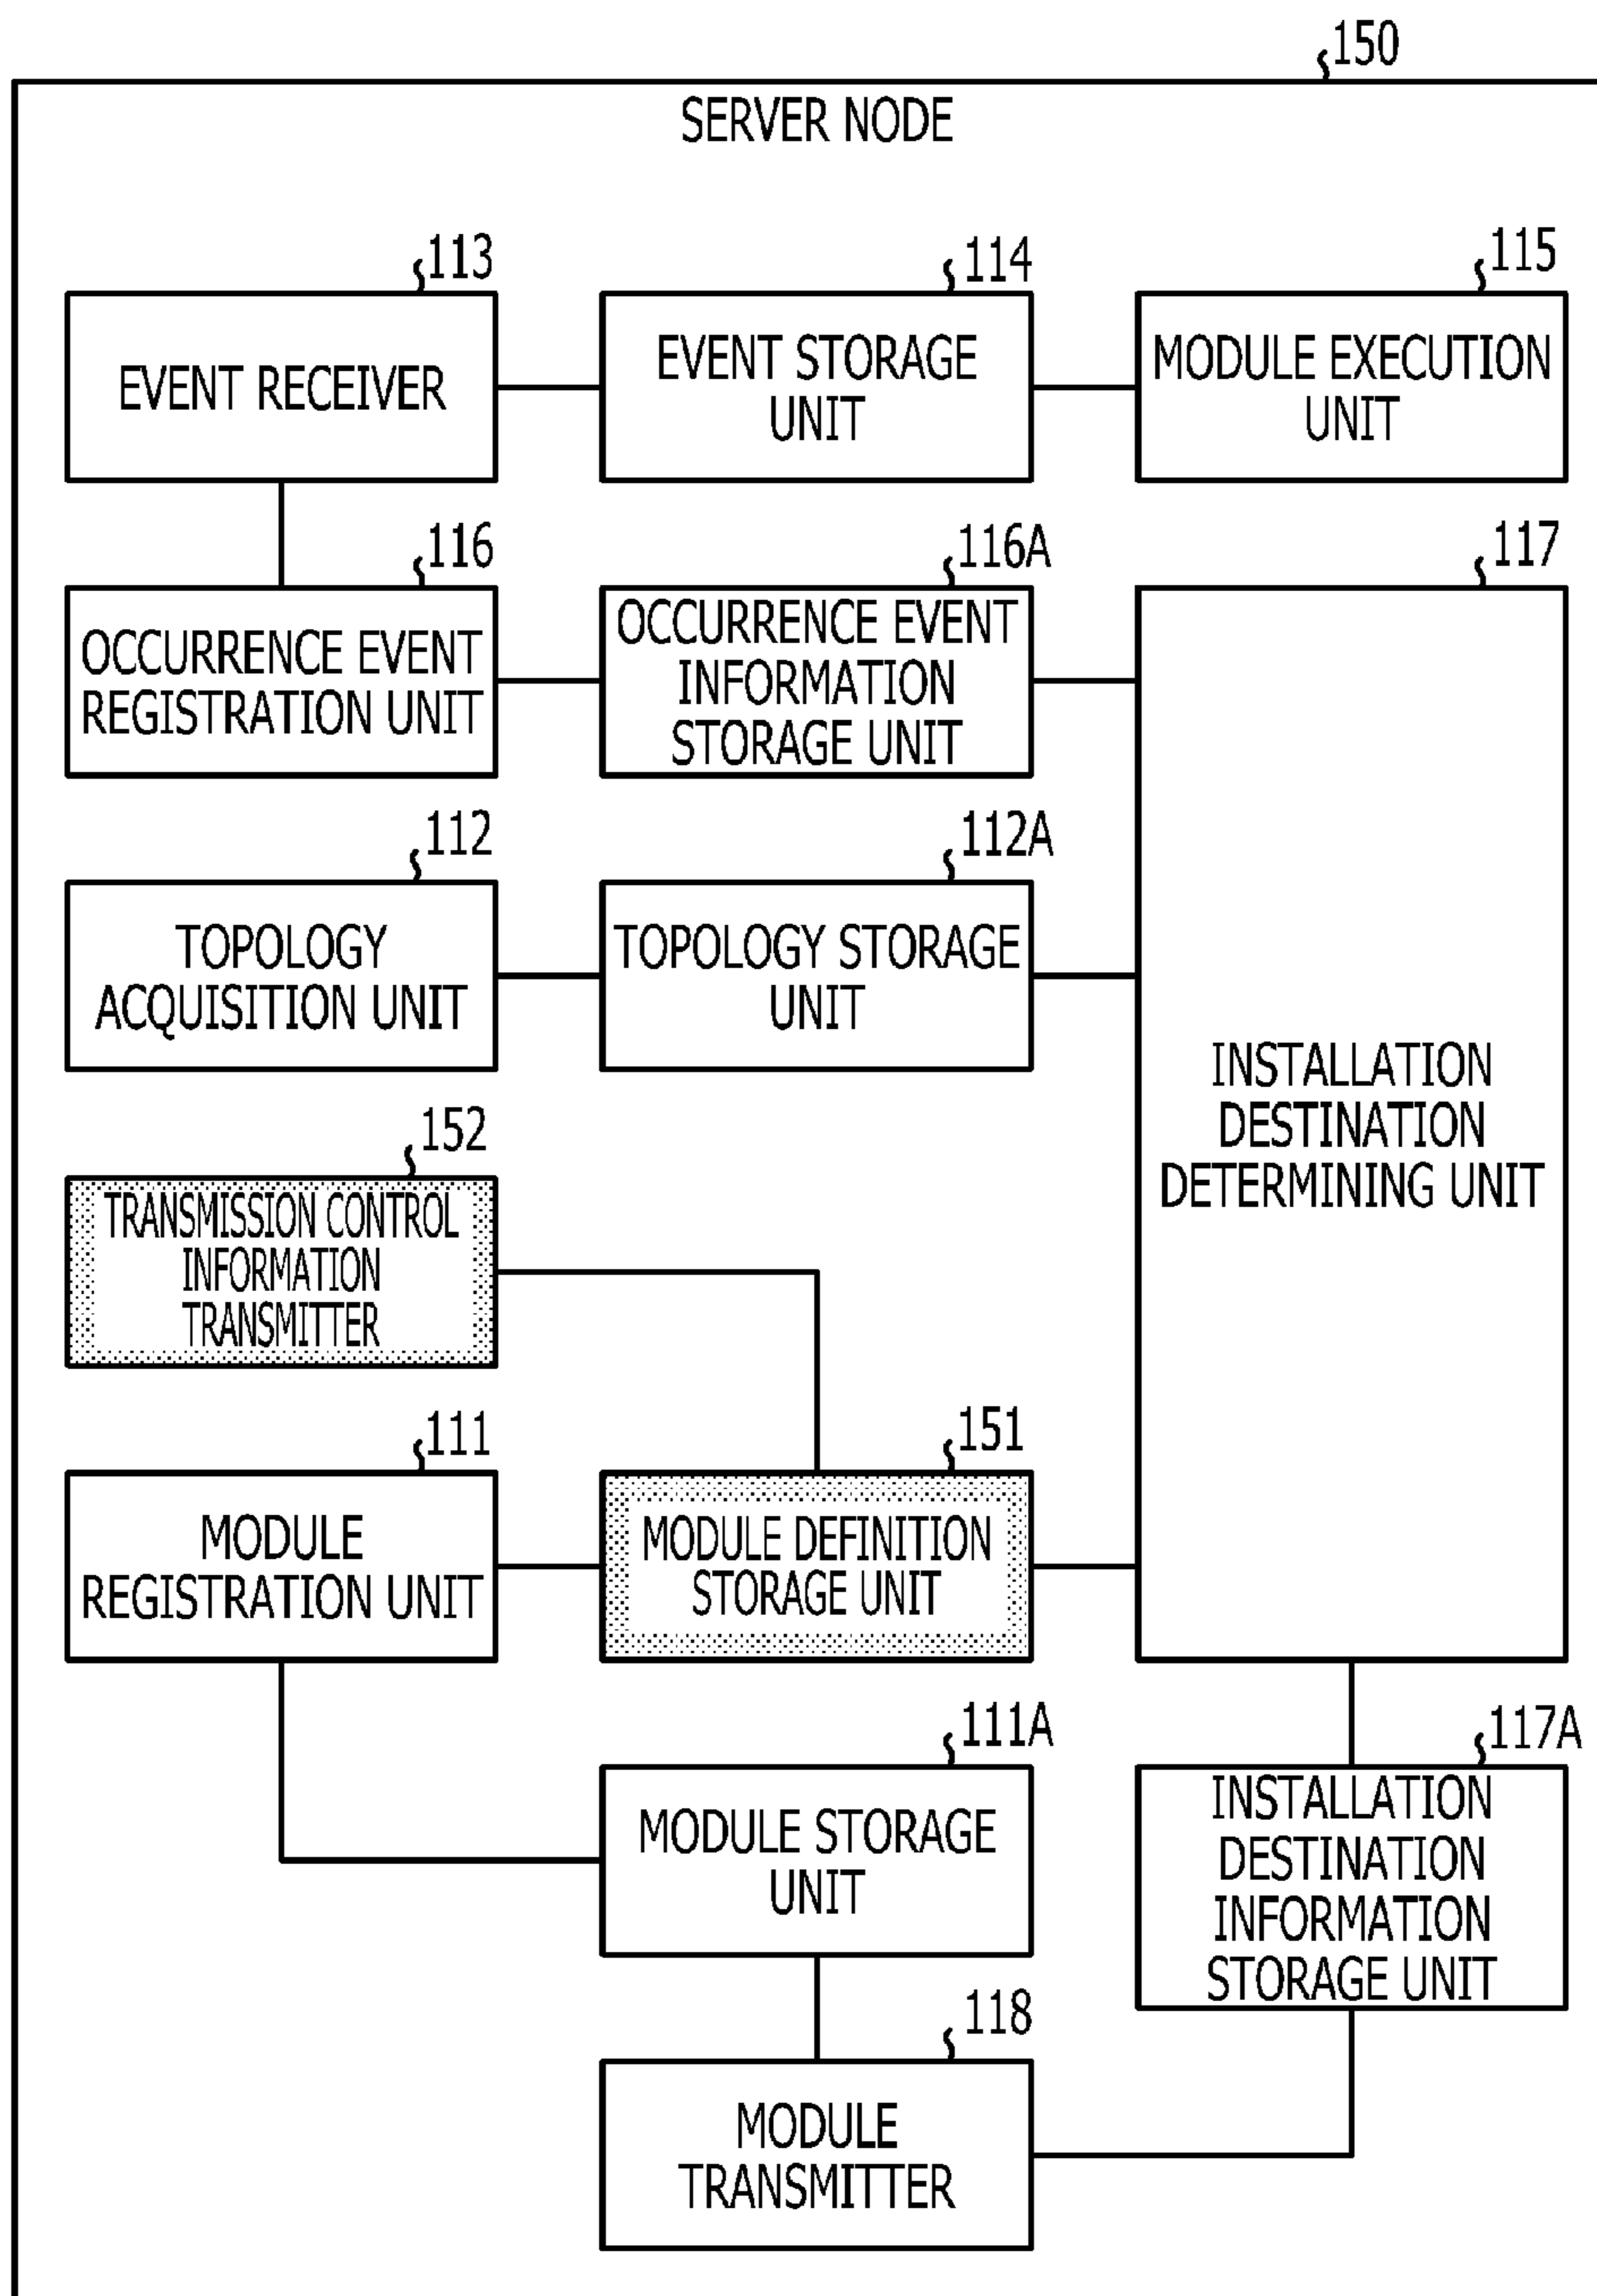 150
SERVER NODE
113
114
115
EVENT RECEIVER
EVENT STORAGE
UNIT
MODULE EXECUTION
UNIT
116
116A
117
OCCURRENCE EVENT
REGISTRATION UNIT
OCCURRENCE EVENT
INFORMATION
STORAGE UNIT
112
112A
TOPOLOGY
ACQUISITION UNIT
TOPOLOGY STORAGE
UNIT
INSTALLATION
DESTINATION
DETERMINING UNIT
152
TRANSMISSION CONTROL
INFORMATION
TRANSMITTER
111
151
MODULE
REGISTRATION UNIT
MODULE DEFINITION
STORAGE UNIT
111A
117A
MODULE STORAGE
UNIT
INSTALLATION
DESTINATION
INFORMATION
STORAGE UNIT
118
MODULE
TRANSMITTER